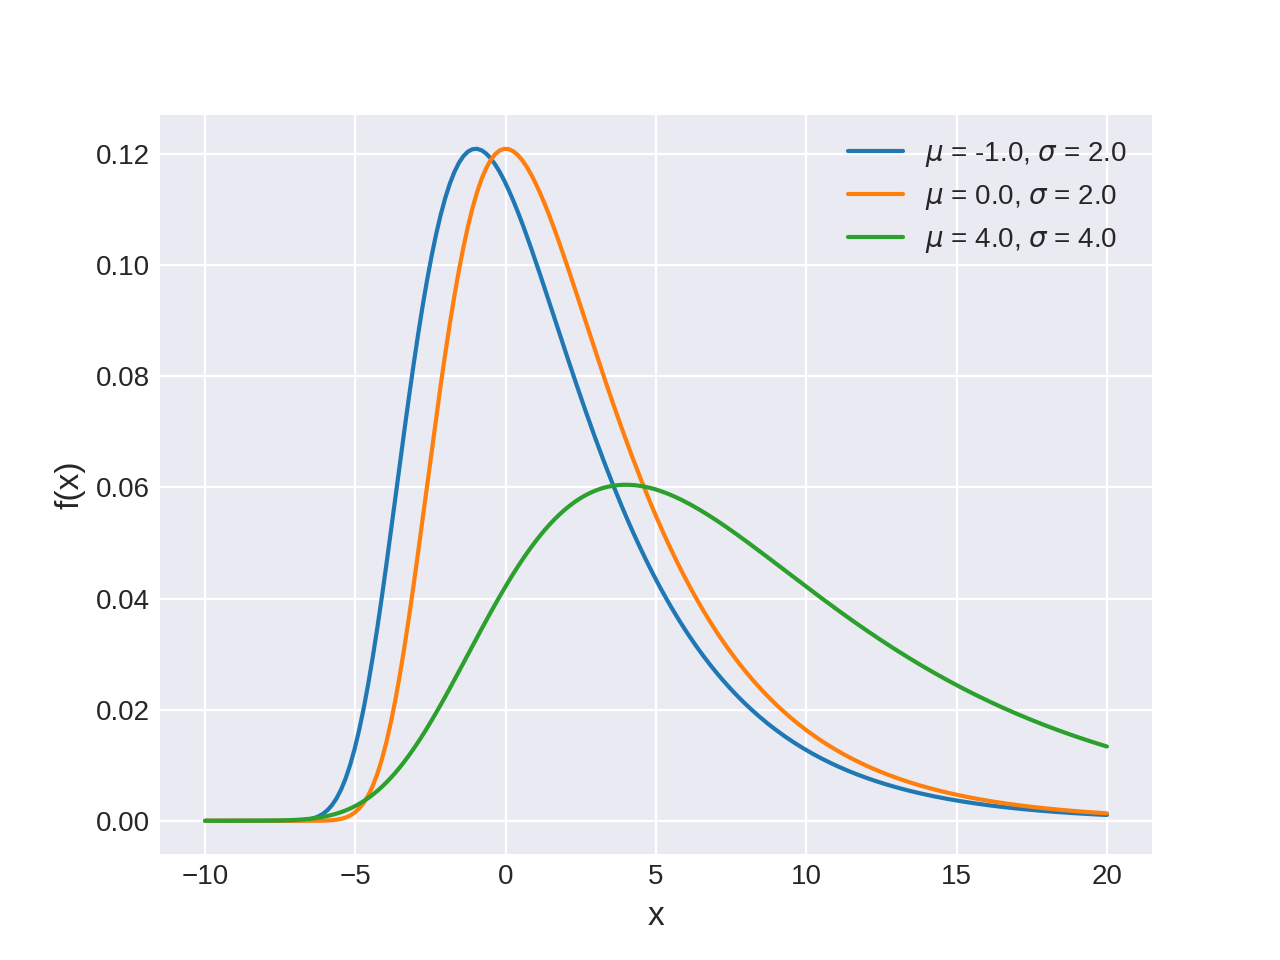 μ = -1.0, σ = 2.0
μ = 0.0, σ = 2.0
μ = 4.0, σ = 4.0
f(x)
0.12
0.10
0.08
0.06
0.04
0.02
0.00
−10 −5 0 5 10 15 20
x